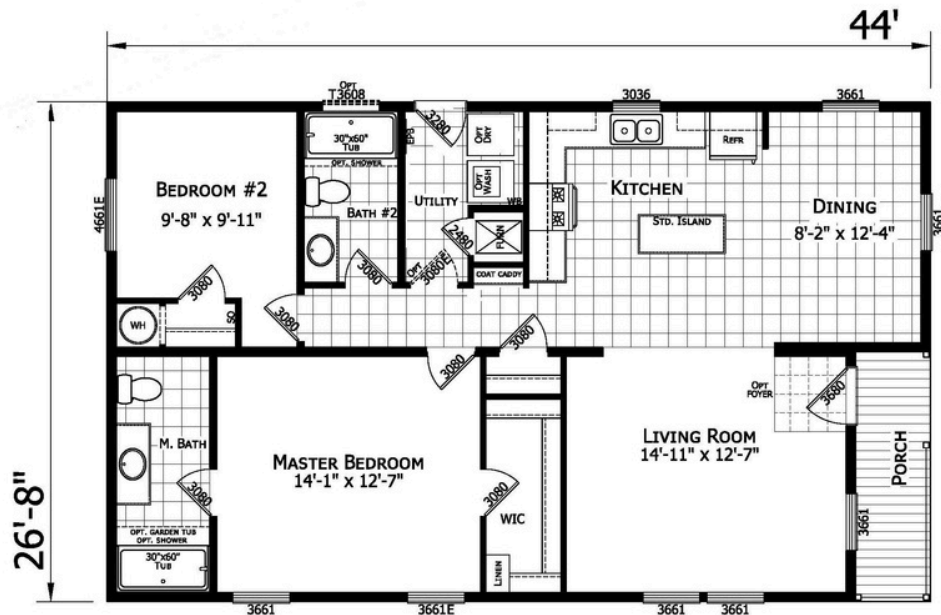 44'
26'-8"
OPT
T3608
3036
3661
4661E
3661
BEDROOM #2
9'-8" x 9'-11"
30"x60"
TUB
OPT. SHOWER
BATH #2
3080
3280
EPS
OPT DRY
OPT WASH
WB
UTILITY
2480
FURN
OPT
3080E
COAT CADDY
KITCHEN
REFR
STD. ISLAND
DINING
8'-2" x 12'-4"
3080
SO
WH
3080
3080
3080
M. BATH
3080
OPT. GARDEN TUB
OPT. SHOWER
30"x60"
TUB
MASTER BEDROOM
14'-1" x 12'-7"
3080
WIC
LINEN
LIVING ROOM
14'-11" x 12'-7"
OPT
FOYER
3680
PORCH
3661
3661
3661E
3661
3661